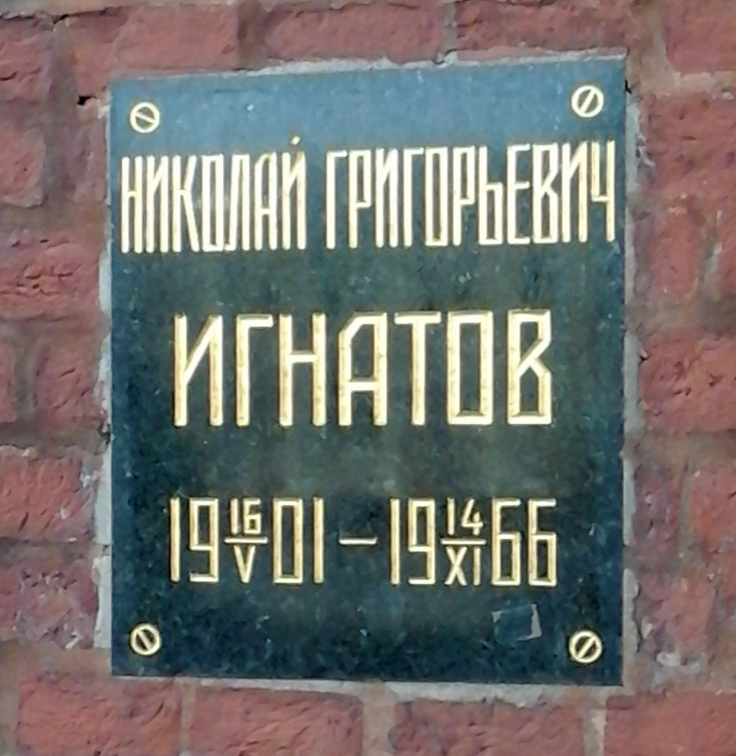 НИКОЛАЙ ГРИГОРЬЕВИЧ
ИГНАТОВ
19 16/V 01 – 19 14/XI 66